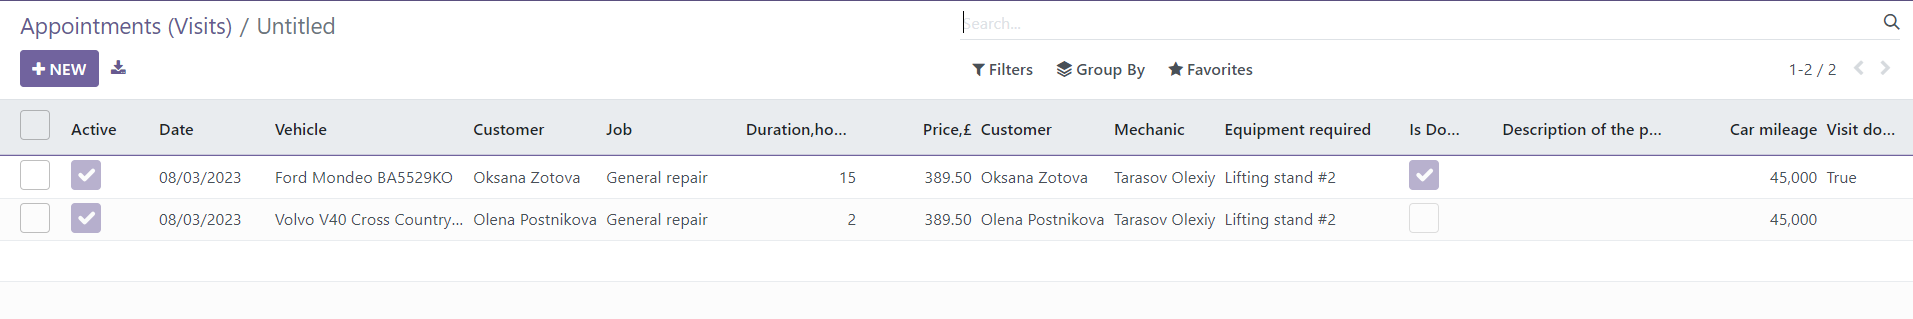 Appointments (Visits) / Untitled
Search...
NEW
Filters Group By Favorites
1-2 / 2
Active Date Vehicle Customer Job Duration,ho... Price,£ Customer Mechanic Equipment required Is Do... Description of the p... Car mileage Visit do...
08/03/2023 Ford Mondeo BA5529KO Oksana Zotova General repair 15 389.50 Oksana Zotova Tarasov Olexiy Lifting stand #2 45,000 True
08/03/2023 Volvo V40 Cross Country... Olena Postnikova General repair 2 389.50 Olena Postnikova Tarasov Olexiy Lifting stand #2 45,000